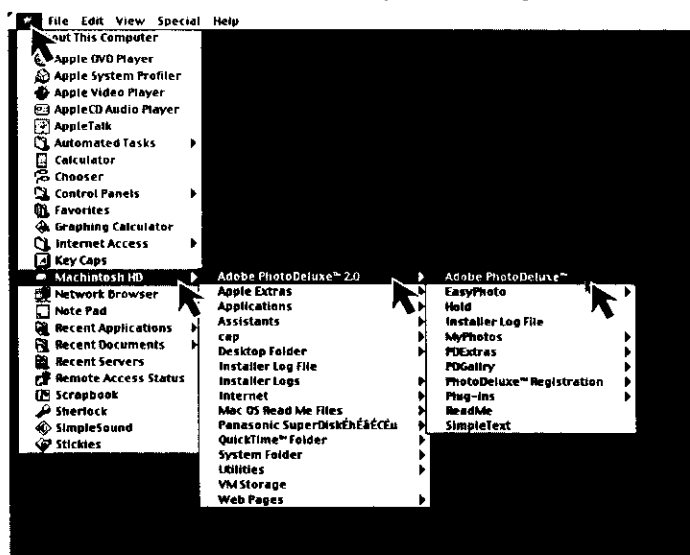 File Edit View Special Help
out This Computer
Apple DVD Player
Apple System Profiler
Apple Video Player
AppleCD Audio Player
AppleTalk
Automated Tasks
Calculator
Chooser
Control Panels
Favorites
Graphing Calculator
Internet Access
Key Caps
Machintosh HD
Network Browser
Note Pad
Recent Applications
Recent Documents
Recent Servers
Remote Access Status
Scrapbook
Sherlock
SimpleSound
Stickies
Adobe PhotoDeluxe™ 2.0
Apple Extras
Applications
Assistants
cap
Desktop Folder
Installer Log File
Installer Logs
Internet
Mac OS Read Me Files
Panasonic SuperDiskÉhÉâÉCÉu
QuickTime™ Folder
System Folder
Utilities
VM Storage
Web Pages
Adobe PhotoDeluxe™
EasyPhoto
Hold
Installer Log File
MyPhotos
PDExtras
PDGallry
PhotoDeluxe™ Registration
Plug-ins
ReadMe
SimpleText